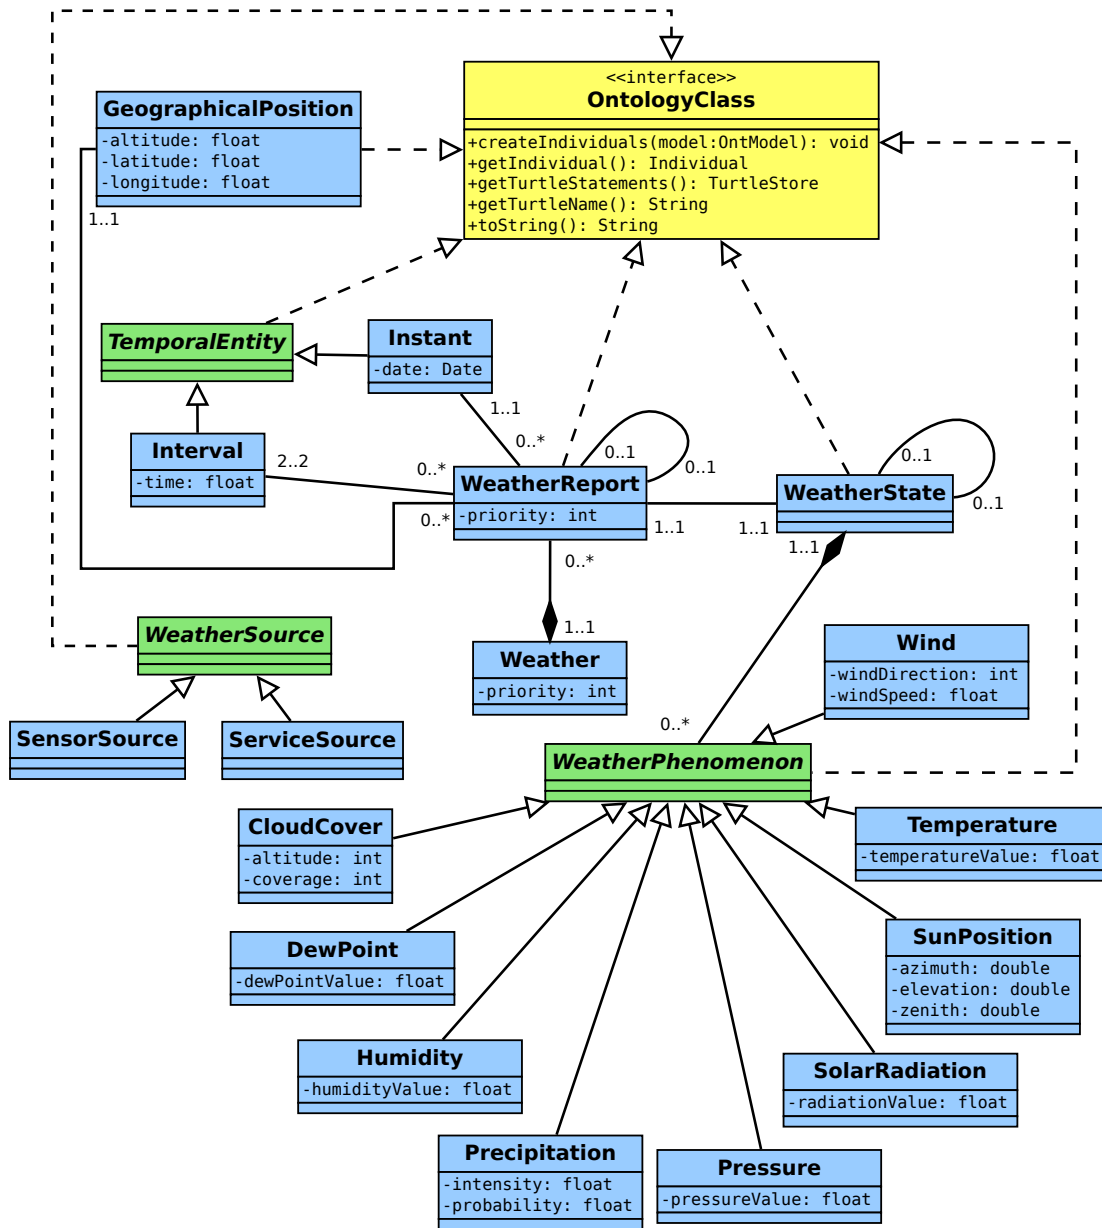 <<interface>>
OntologyClass
+createIndividuals(model:OntModel): void
+getIndividual(): Individual
+getTurtleStatements(): TurtleStore
+getTurtleName(): String
+toString(): String
GeographicalPosition
-altitude: float
-latitude: float
-longitude: float
1..1
TemporalEntity
Instant
-date: Date
1..1
0..*
Interval
-time: float
2..2
0..*
0..*
WeatherReport
-priority: int
0..1
0..1
1..1
0..*
WeatherState
0..1
0..1
1..1
1..1
WeatherSource
1..1
Weather
-priority: int
Wind
-windDirection: int
-windSpeed: float
SensorSource
ServiceSource
0..*
WeatherPhenomenon
CloudCover
-altitude: int
-coverage: int
Temperature
-temperatureValue: float
DewPoint
-dewPointValue: float
SunPosition
-azimuth: double
-elevation: double
-zenith: double
Humidity
-humidityValue: float
SolarRadiation
-radiationValue: float
Precipitation
-intensity: float
-probability: float
Pressure
-pressureValue: float